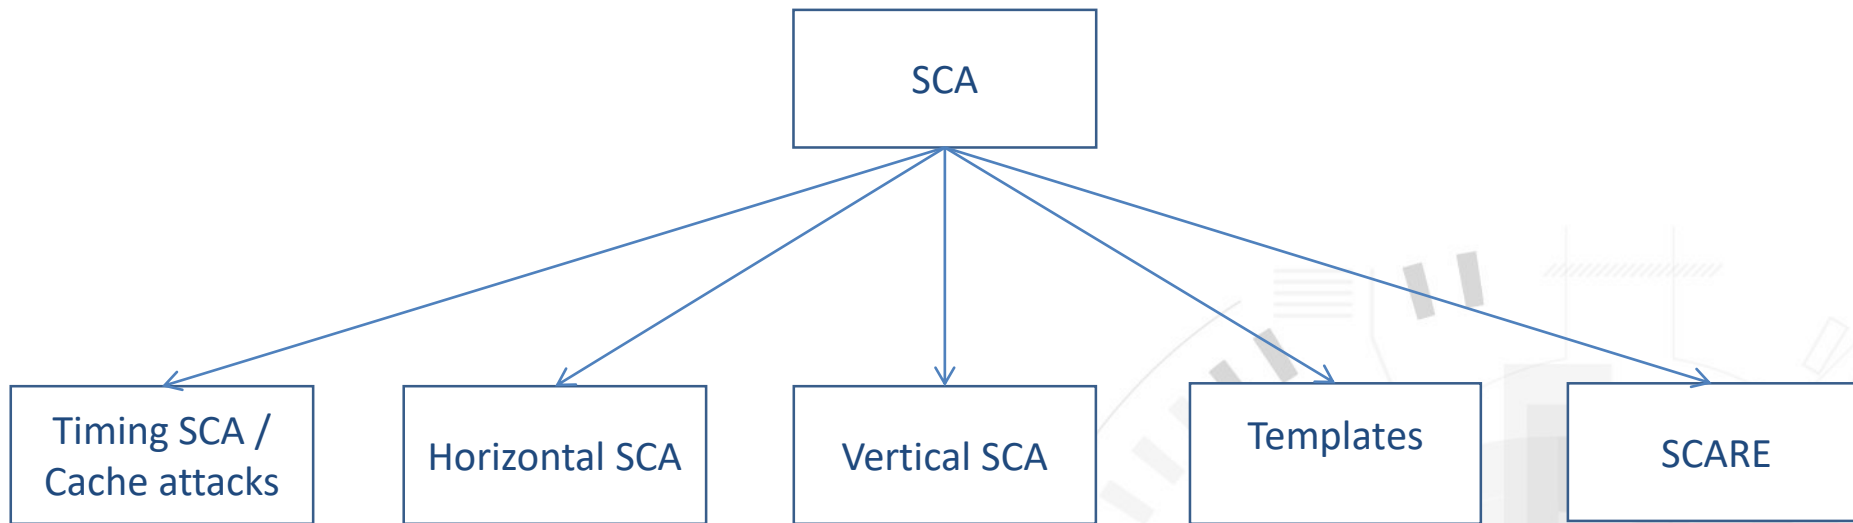 SCA
Timing SCA /
Cache attacks
Horizontal SCA
Vertical SCA
Templates
SCARE